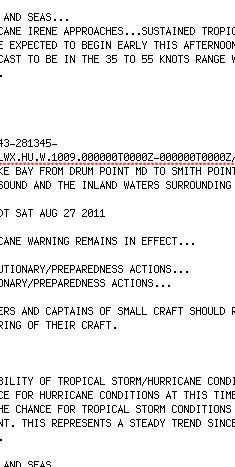 AND SEAS...
CANE IRENE APPROACHES...SUSTAINED TROPIC
E EXPECTED TO BEGIN EARLY THIS AFTERNOON
CAST TO BE IN THE 35 TO 55 KNOTS RANGE W
.
43-281345-
LWX.HU.W.1009.000000T0000Z-000000T0000Z/
KE BAY FROM DRUM POINT MD TO SMITH POINT
SOUND AND THE INLAND WATERS SURROUNDING
DT SAT AUG 27 2011
CANE WARNING REMAINS IN EFFECT...
UTIONARY/PREPAREDNESS ACTIONS...
ONARY/PREPAREDNESS ACTIONS...
ERS AND CAPTAINS OF SMALL CRAFT SHOULD R
RING OF THEIR CRAFT.
BILITY OF TROPICAL STORM/HURRICANE CONDI
CE FOR HURRICANE CONDITIONS AT THIS TIME
HE CHANCE FOR TROPICAL STORM CONDITIONS
NT. THIS REPRESENTS A STEADY TREND SINCE
.
AND SEAS